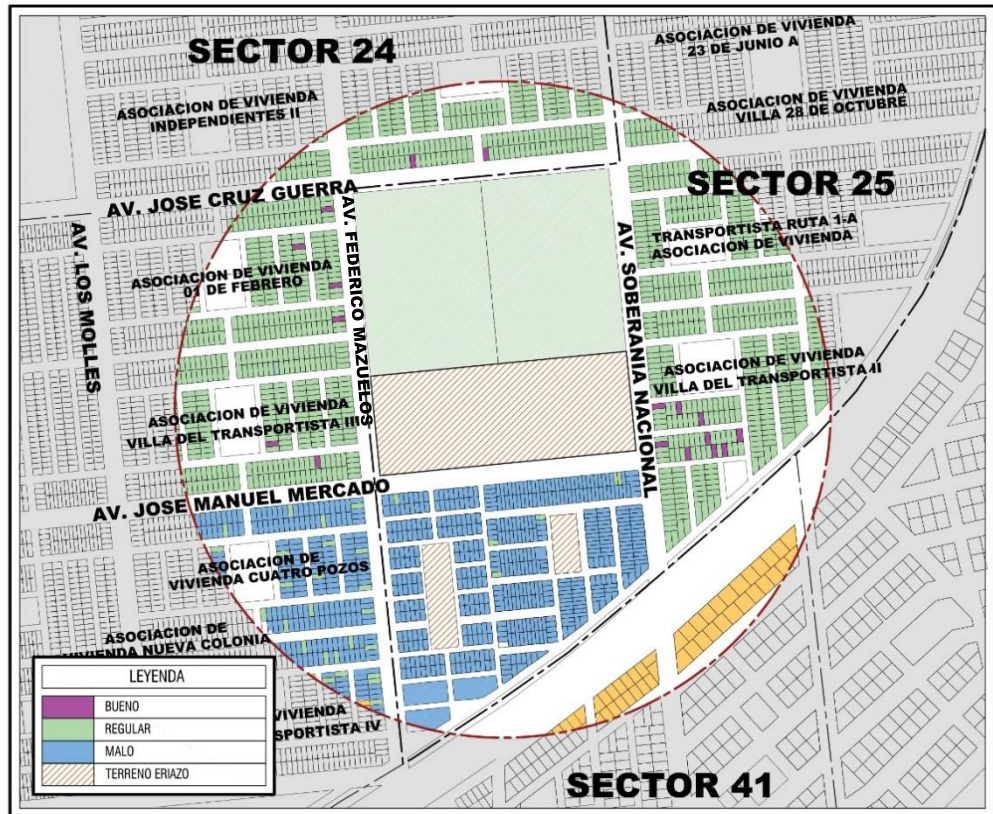 SECTOR 24
ASOCIACION DE VIVIENDA
23 DE JUNIO A
ASOCIACION DE VIVIENDA
INDEPENDIENTES II
ASOCIACION DE VIVIENDA
VILLA 28 DE OCTUBRE
AV. JOSE CRUZ GUERRA
SECTOR 25
AV. LOS MOLLES
AV. FEDERICO MAZUELOS
AV. SOBERANIA NACIONAL
TRANSPORTISTA RUTA 1-A
ASOCIACION DE VIVIENDA
ASOCIACION DE VIVIENDA
01 DE FEBRERO
ASOCIACION DE VIVIENDA
VILLA DEL TRANSPORTISTA II
ASOCIACION DE VIVIENDA
VILLA DEL TRANSPORTISTA III
AV. JOSE MANUEL MERCADO
ASOCIACION DE
VIVIENDA CUATRO POZOS
ASOCIACION DE
VIVIENDA NUEVA COLONIA
VIVIENDA
SPORTISTA IV
LEYENDA
BUENO
REGULAR
MALO
TERRENO ERIAZO
SECTOR 41